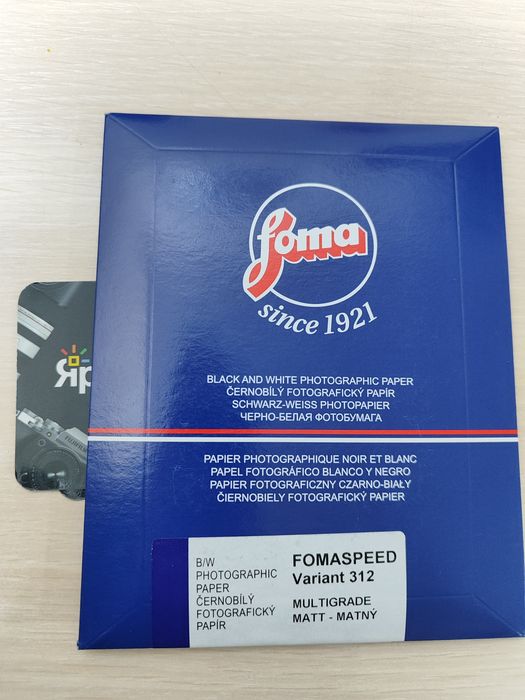 foma
since 1921
BLACK AND WHITE PHOTOGRAPHIC PAPER
ČERNOBÍLÝ FOTOGRAFICKÝ PAPÍR
SCHWARZ-WEISS PHOTOPAPIER
ЧЕРНО-БЕЛАЯ ФОТОБУМАГА
PAPIER PHOTOGRAPHIQUE NOIR ET BLANC
PAPEL FOTOGRÁFICO BLANCO Y NEGRO
PAPIER FOTOGRAFICZNY CZARNO-BIAŁY
ČIERNOBIELY FOTOGRAFICKÝ PAPIER
B/W
PHOTOGRAPHIC
PAPER
ČERNOBÍLÝ
FOTOGRAFICKÝ
PAPÍR
FOMASPEED
Variant 312
MULTIGRADE
MATT - MATNÝ